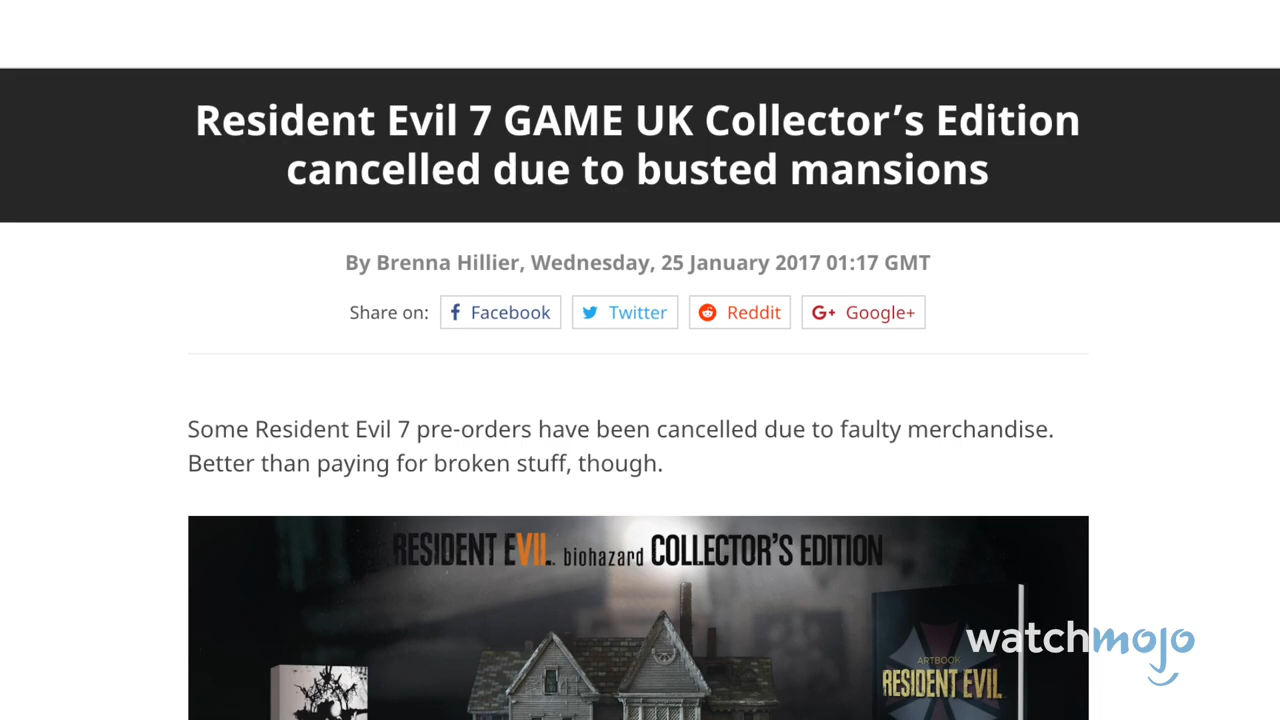 Resident Evil 7 GAME UK Collector’s Edition
cancelled due to busted mansions
By Brenna Hillier, Wednesday, 25 January 2017 01:17 GMT
Share on: Facebook Twitter Reddit G+ Google+
Some Resident Evil 7 pre-orders have been cancelled due to faulty merchandise.
Better than paying for broken stuff, though.
RESIDENT EVIL biohazard COLLECTOR'S EDITION
watchmojo
ARTBOOK
RESIDENT EVIL